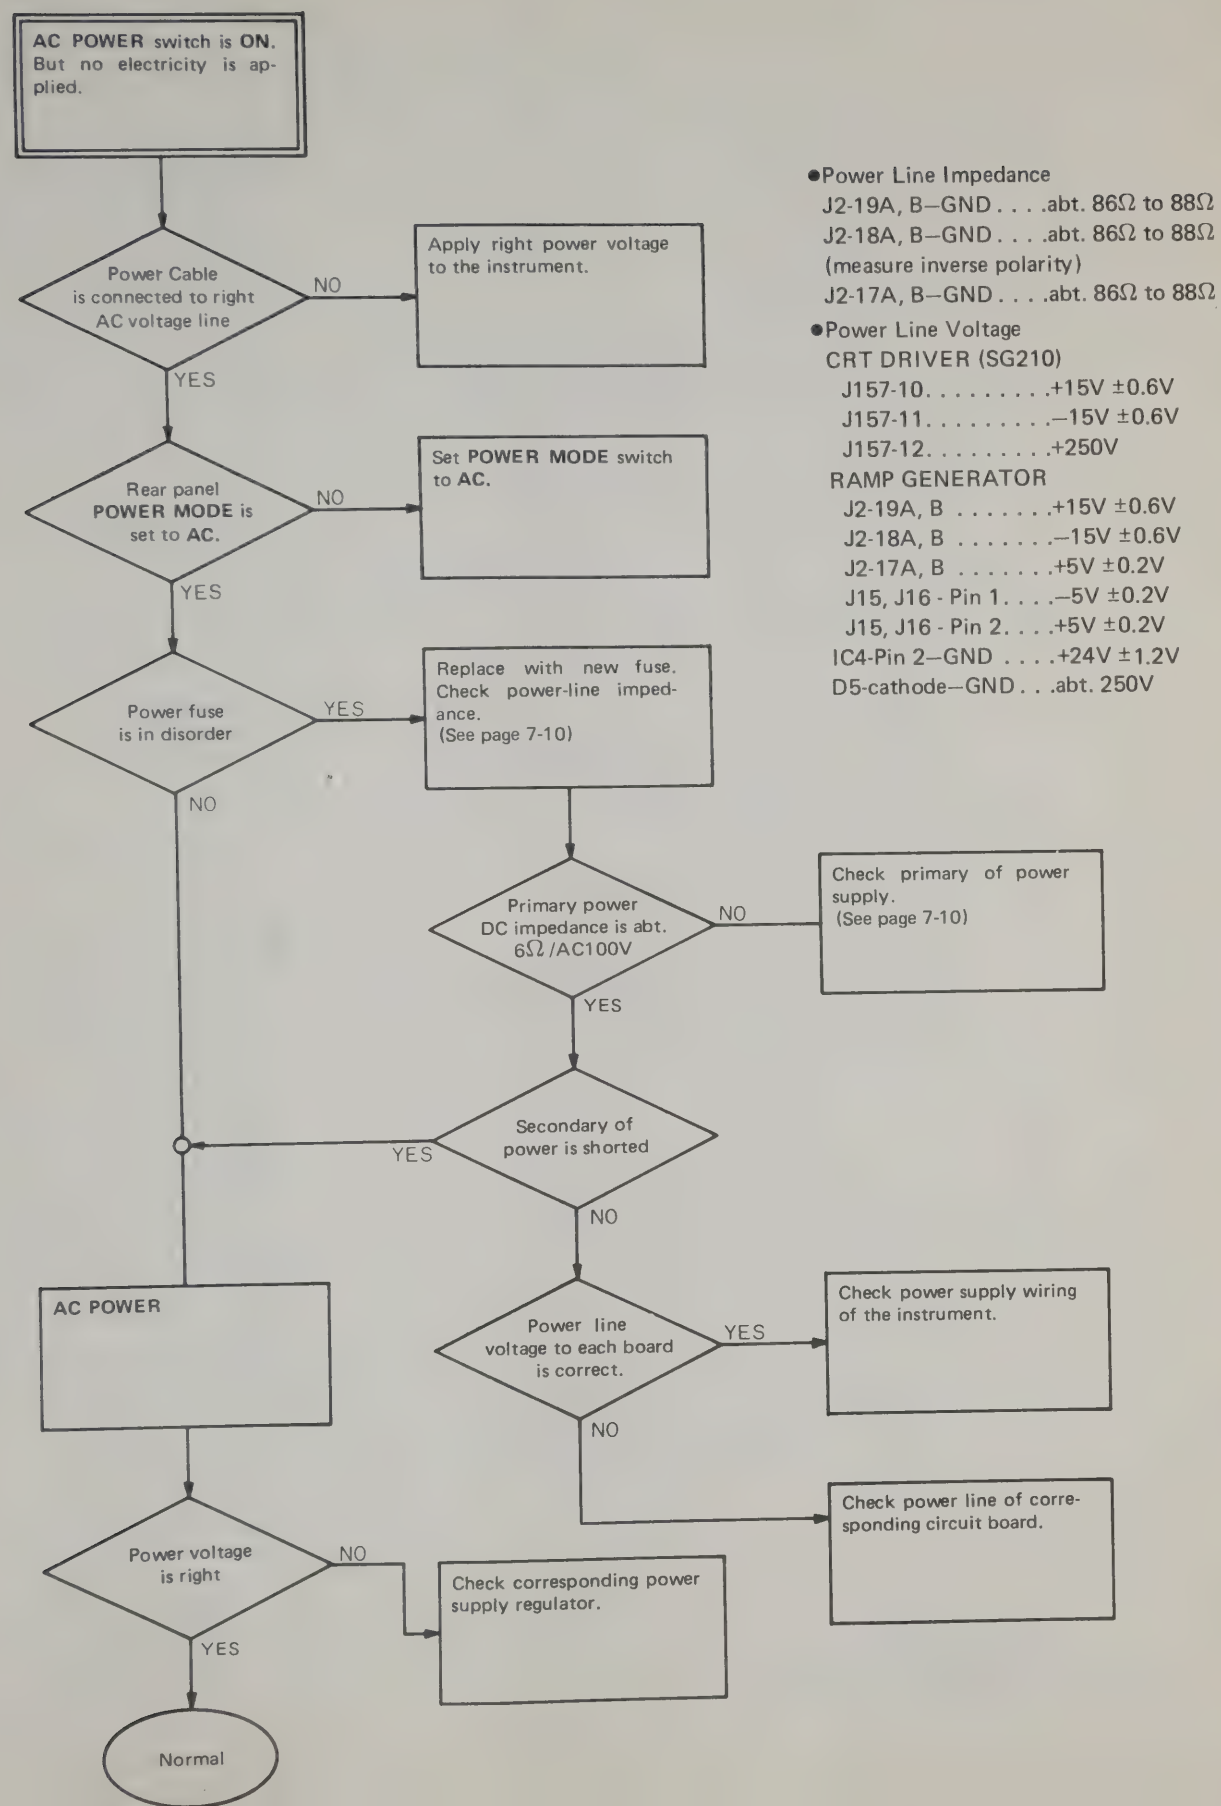 AC POWER switch is ON.
But no electricity is ap-
plied.
Power Cable
is connected to right
AC voltage line
NO
Apply right power voltage
to the instrument.
YES
Rear panel
POWER MODE is
set to AC.
NO
Set POWER MODE switch
to AC.
YES
Power fuse
is in disorder
YES
Replace with new fuse.
Check power-line imped-
ance.
(See page 7-10)
NO
Primary power
DC impedance is abt.
6Ω/AC100V
NO
Check primary of power
supply.
(See page 7-10)
YES
Secondary of
power is shorted
YES
NO
Power line
voltage to each board
is correct.
YES
Check power supply wiring
of the instrument.
NO
Check power line of corre-
sponding circuit board.
AC POWER
Power voltage
is right
NO
Check corresponding power
supply regulator.
YES
Normal
●Power Line Impedance
J2-19A, B—GND . . . .abt. 86Ω to 88Ω
J2-18A, B—GND . . . .abt. 86Ω to 88Ω
(measure inverse polarity)
J2-17A, B—GND . . . .abt. 86Ω to 88Ω
●Power Line Voltage
CRT DRIVER (SG210)
J157-10. . . . . . . . .+15V ±0.6V
J157-11. . . . . . . . .—15V ±0.6V
J157-12. . . . . . . . .+250V
RAMP GENERATOR
J2-19A, B . . . . . . .+15V ±0.6V
J2-18A, B . . . . . . .—15V ±0.6V
J2-17A, B . . . . . . .+5V ±0.2V
J15, J16 - Pin 1. . . .—5V ±0.2V
J15, J16 - Pin 2. . . .+5V ±0.2V
IC4-Pin 2—GND . . . .+24V ±1.2V
D5-cathode—GND . . .abt. 250V